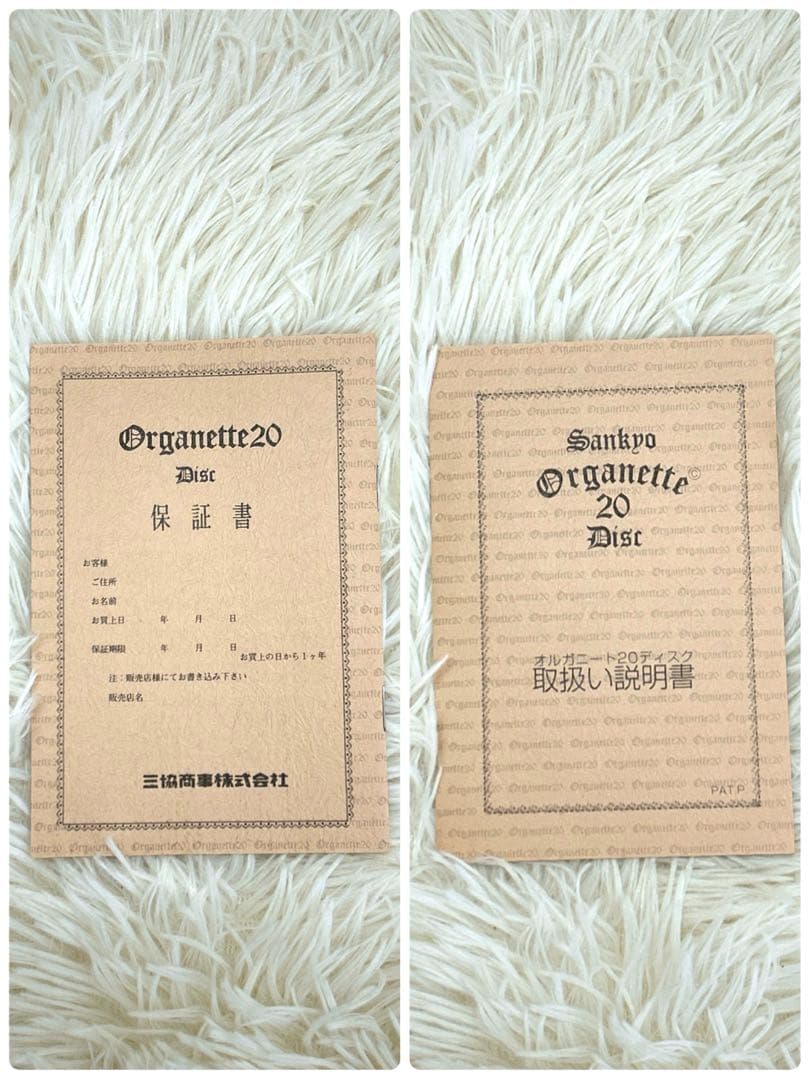 Organette20
Disc
保証書
お客様
ご住所
お名前
お買上日 年 月 日
保証期限 年 月 日
お買上の日から1ヶ年
注:販売店様にてお書き込み下さい
販売店名
三協商事株式会社
Sankyo
Organette©
20
Disc
オルガニート20ディスク
取扱い説明書
PAT.P